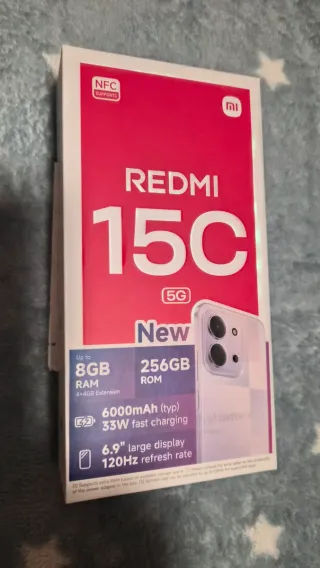 NFC
SUPPORTED
mi
REDMI
15C
5G
New
Up to
8GB
RAM
4+4GB Extension
256GB
ROM
6000mAh (typ)
33W fast charging
6.9" large display
120Hz refresh rate